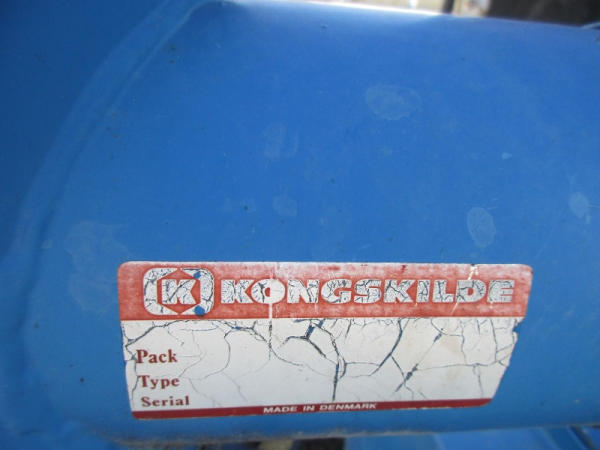 K KONGSKILDE
Pack
Type
Serial
MADE IN DENMARK